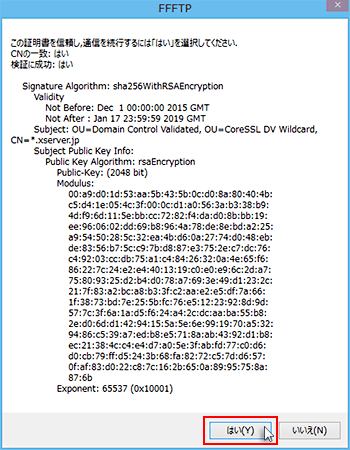 FFFTP
この証明書を信頼し,通信を続行するには「はい」を選択してください.
CNの一致: はい
検証に成功: はい
Signature Algorithm: sha256WithRSAEncryption
Validity
Not Before: Dec 1 00:00:00 2015 GMT
Not After : Jan 17 23:59:59 2019 GMT
Subject: OU=Domain Control Validated, OU=CoreSSL DV Wildcard,
CN=*.xserver.jp
Subject Public Key Info:
Public Key Algorithm: rsaEncryption
Public-Key: (2048 bit)
Modulus:
00:a9:d0:1d:53:aa:5b:43:5b:0c:d0:8a:80:40:4b:
c5:d4:1e:05:4c:3f:00:0c:d1:a0:56:3a:b3:38:b9:
4d:f9:6d:11:5e:bb:cc:72:82:f4:da:d0:8b:bb:19:
ee:96:06:02:dd:69:b8:96:4a:78:de:8e:bd:a2:25:
a9:54:50:28:5c:32:ea:4b:d6:0a:27:74:d0:48:eb:
de:83:56:b7:5c:c9:7b:d8:87:e3:75:2e:c7:dc:76:
c4:92:03:cc:db:75:a1:c4:84:26:32:0a:4e:65:f6:
86:22:7c:24:e2:e4:40:13:19:c0:e0:e9:6c:2d:a7:
75:80:93:25:d2:b4:d0:78:a7:69:3e:49:d1:23:2c:
21:7f:83:a2:bc:a8:b3:3f:c2:aa:e2:e5:df:7a:66:
1f:38:73:bd:7e:25:5b:fc:76:e5:12:23:92:8d:9d:
57:7c:3f:6a:1a:d5:f6:24:a4:2c:dc:aa:ba:55:b8:
2e:d0:6d:d1:42:94:15:5a:5e:6e:99:19:70:a5:32:
94:86:c5:39:a7:ed:b8:e5:71:8a:ab:43:92:d1:b8:
ec:21:38:4c:c4:e4:d7:a0:5e:3f:ab:fd:77:c0:d6:
d0:cb:79:ff:d5:24:3b:68:fa:82:72:c5:7d:d6:57:
0f:af:83:d0:22:c8:7c:16:2b:65:0a:89:95:75:8a:
87:6b
Exponent: 65537 (0x10001)
はい(Y)
いいえ(N)